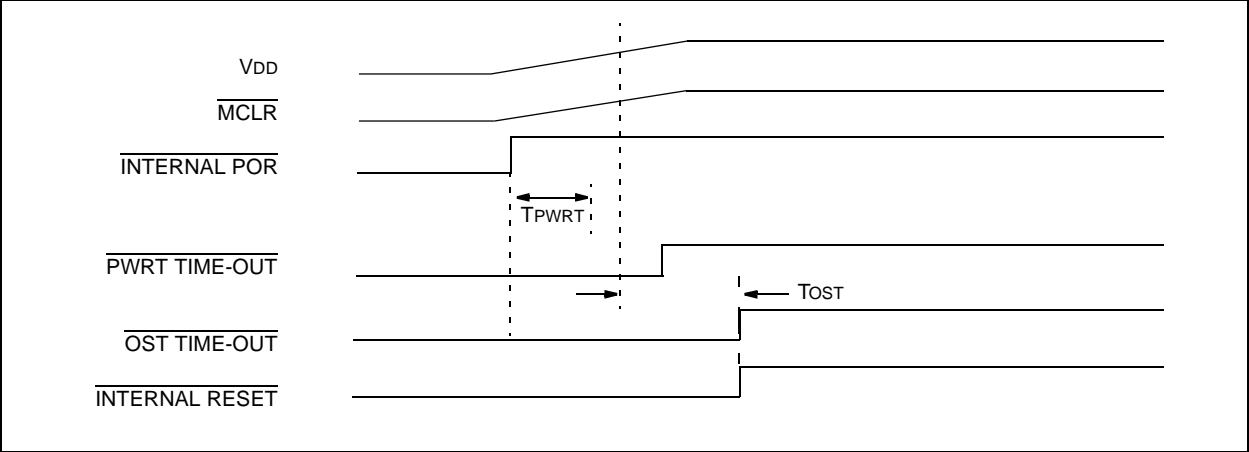 VDD
MCLR
INTERNAL POR
TPWRT
PWRT TIME-OUT
TOST
OST TIME-OUT
INTERNAL RESET